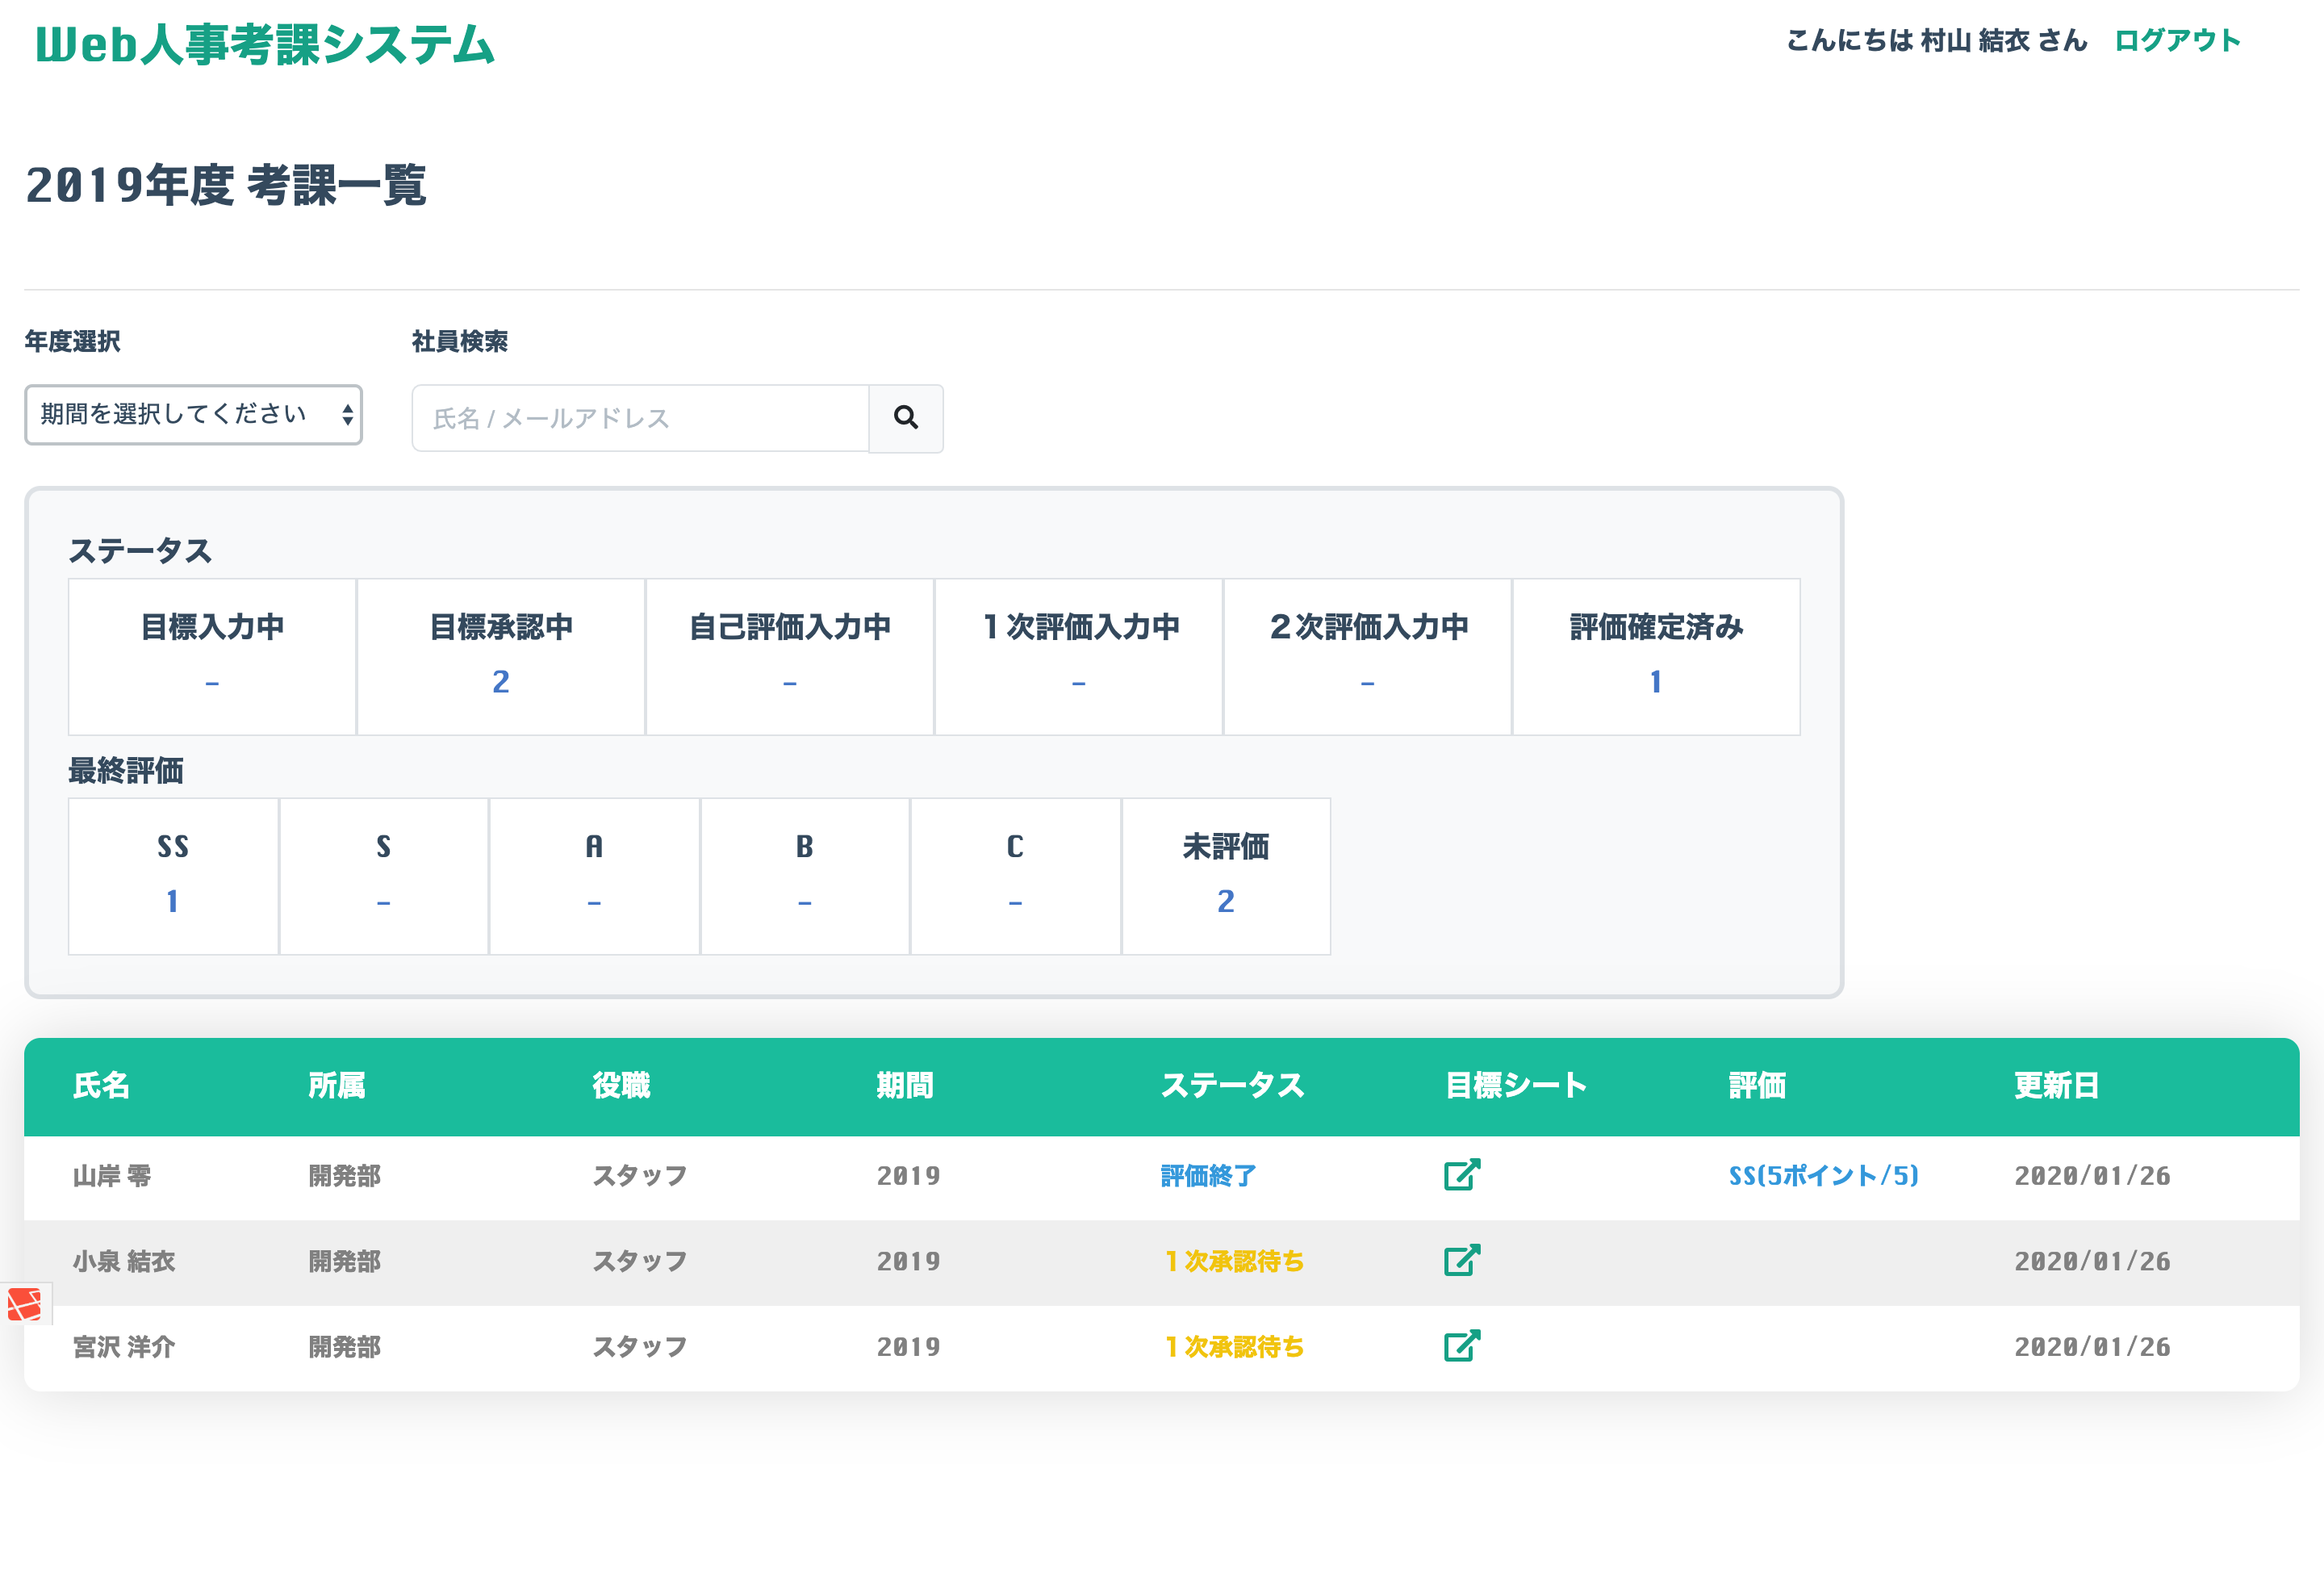 Web人事考課システム
こんにちは 村山 結衣 さん ログアウト
2019年度 考課一覧
年度選択 社員検索
期間を選択してください 氏名 / メールアドレス
ステータス
目標入力中 目標承認中 自己評価入力中 １次評価入力中 ２次評価入力中 評価確定済み
- 2 - - - 1
最終評価
SS S A B C 未評価
1 - - - - 2
氏名 所属 役職 期間 ステータス 目標シート 評価 更新日
山岸 零 開発部 スタッフ 2019 評価終了 SS(5ポイント/5) 2020/01/26
小泉 結衣 開発部 スタッフ 2019 １次承認待ち 2020/01/26
宮沢 洋介 開発部 スタッフ 2019 １次承認待ち 2020/01/26